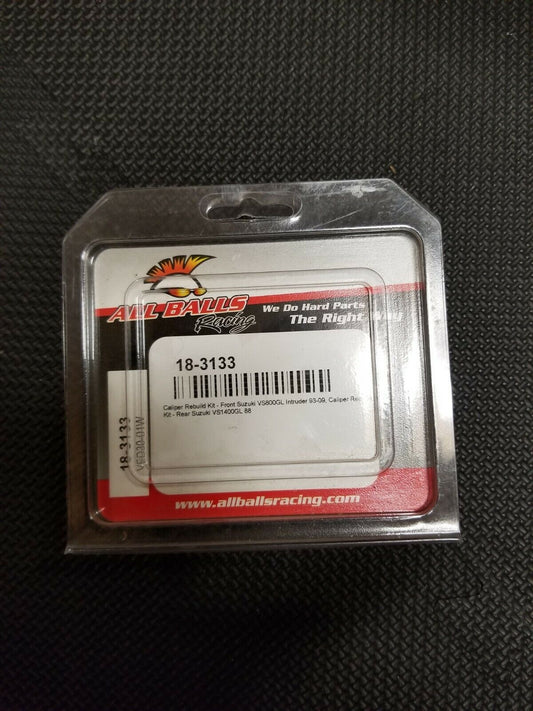 ALL BALLS
Racing
We Do Hard Parts
The Right Way
18-3133
Caliper Rebuild Kit - Front Suzuki VS800GL Intruder 93-09, Caliper
Kit - Rear Suzuki VS1400GL 88
18-3133
www.allballsracing.com